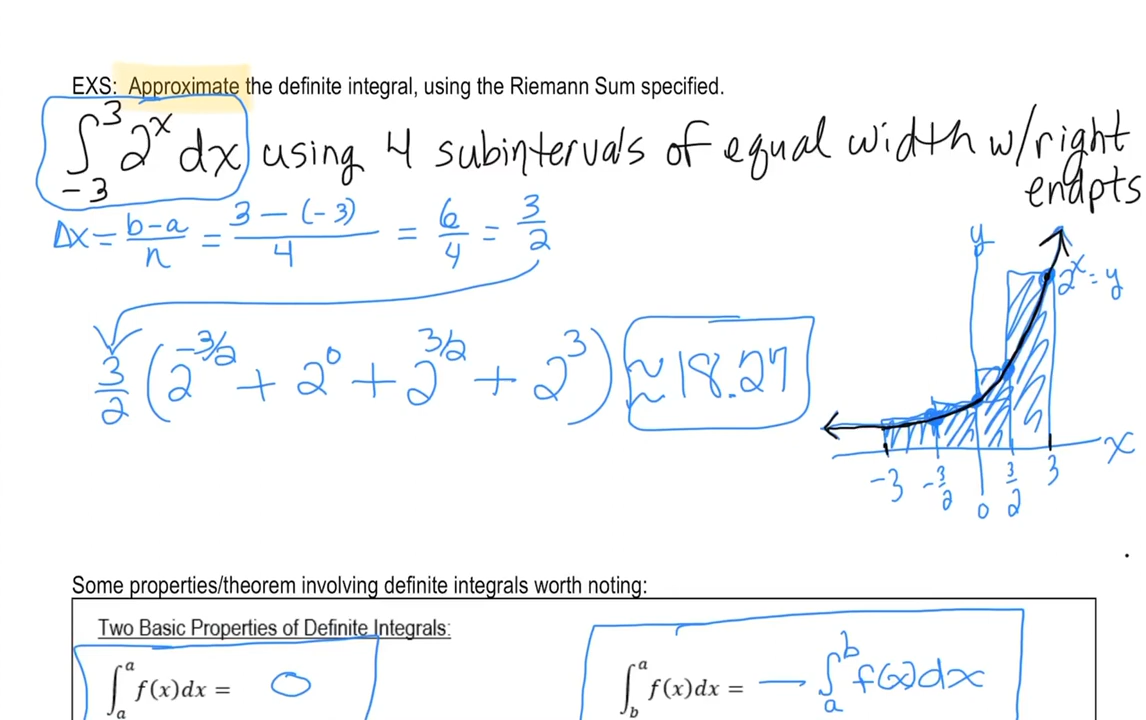 EXS: Approximate the definite integral, using the Riemann Sum specified.
∫_{-3}^{3} 2^x dx using 4 subintervals of equal width w/right
endpts
Δx = (b-a)/n = (3-(-3))/4 = 6/4 = 3/2
3/2 (2^{-3/2} + 2^0 + 2^{3/2} + 2^3) ≈ 18.27
y
2^x = y
x
-3 -3/2 0 3/2 3
Some properties/theorem involving definite integrals worth noting:
Two Basic Properties of Definite Integrals:
∫_a^a f(x)dx = 0
∫_b^a f(x)dx = - ∫_a^b f(x)dx